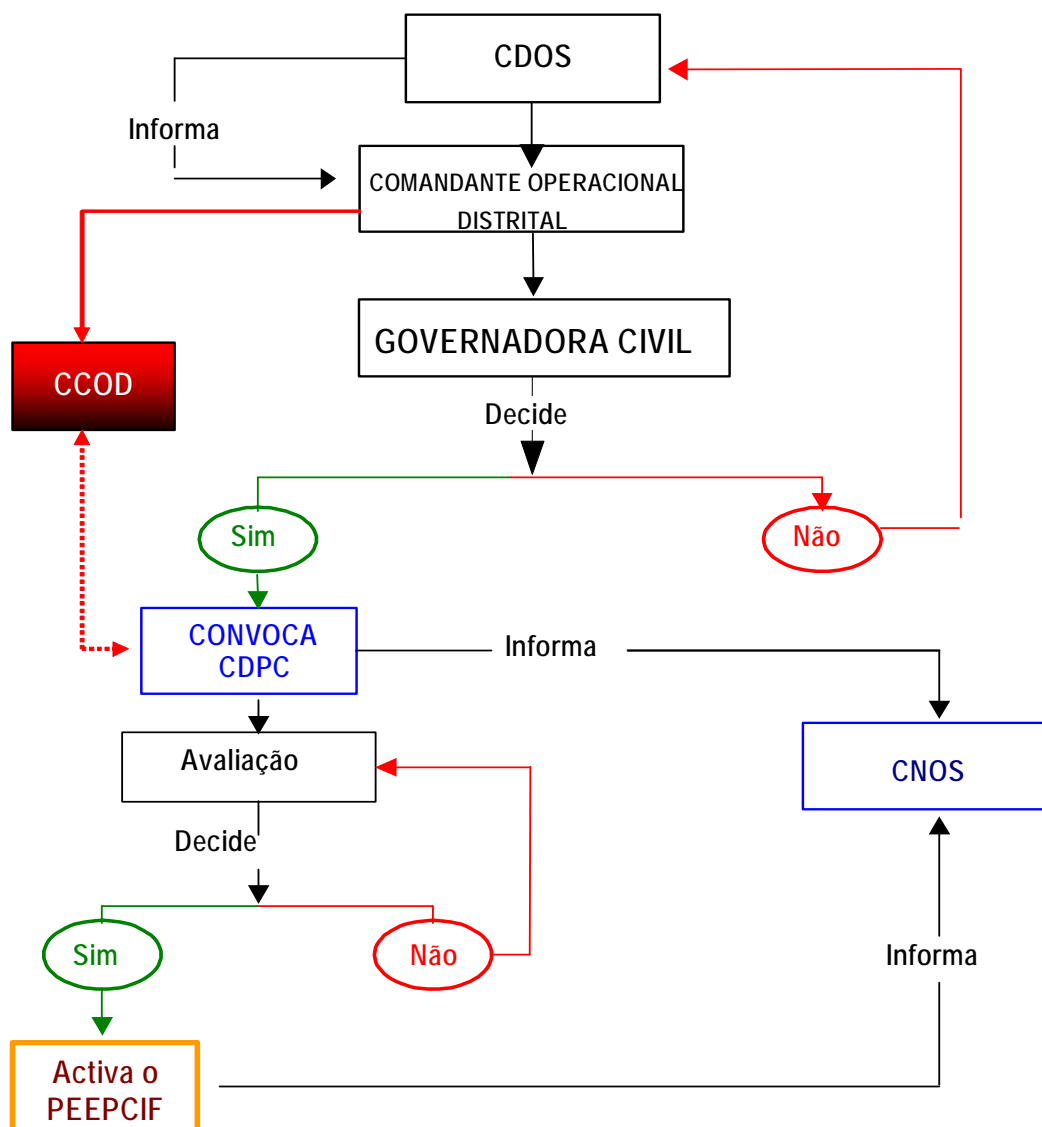 CDOS
Informa
COMANDANTE OPERACIONAL
DISTRITAL
GOVERNADORA CIVIL
CCOD
Decide
Sim
Não
CONVOCA
CDPC
Informa
Avaliação
CNOS
Decide
Sim
Não
Informa
Activa o
PEEPCIF